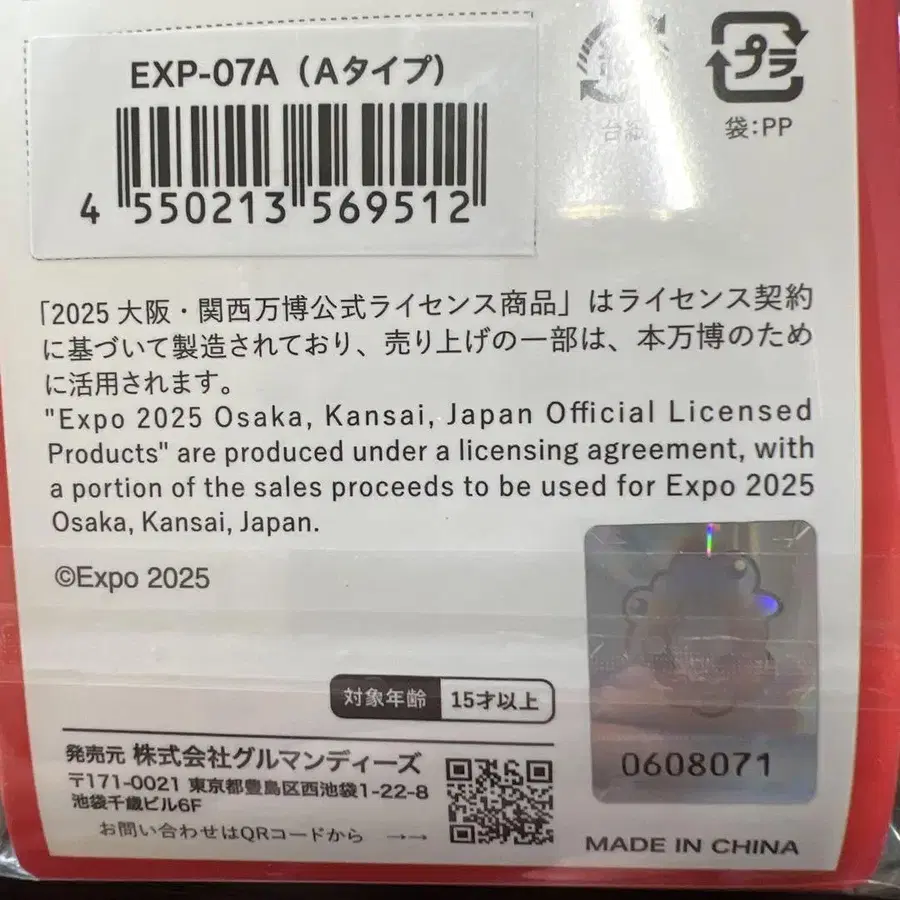 EXP-07A（Aタイプ）
4 550213 569512
プラ
台紙
袋：PP
「2025 大阪・関西万博公式ライセンス商品」はライセンス契約
に基づいて製造されており、売り上げの一部は、本万博のため
に活用されます。
"Expo 2025 Osaka, Kansai, Japan Official Licensed
Products" are produced under a licensing agreement, with
a portion of the sales proceeds to be used for Expo 2025
Osaka, Kansai, Japan.
©Expo 2025
対象年齢 15才以上
発売元 株式会社グルマンディーズ
〒171-0021 東京都豊島区西池袋1-22-8
池袋千歳ビル6F
お問い合わせはQRコードから →→
0608071
MADE IN CHINA